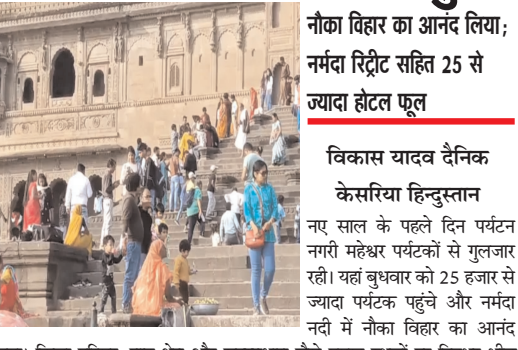 नौका विहार का आनंद लिया;
नर्मदा रिट्रीट सहित 25 से
ज्यादा होटल फूल
विकास यादव दैनिक
केसरिया हिन्दुस्तान
नए साल के पहले दिन पर्यटन
नगरी महेश्वर पर्यटकों से गुलजार
रही। यहां बुधवार को 25 हजार से
ज्यादा पर्यटक पहुंचे और नर्मदा
नदी में नौका विहार का आनंद